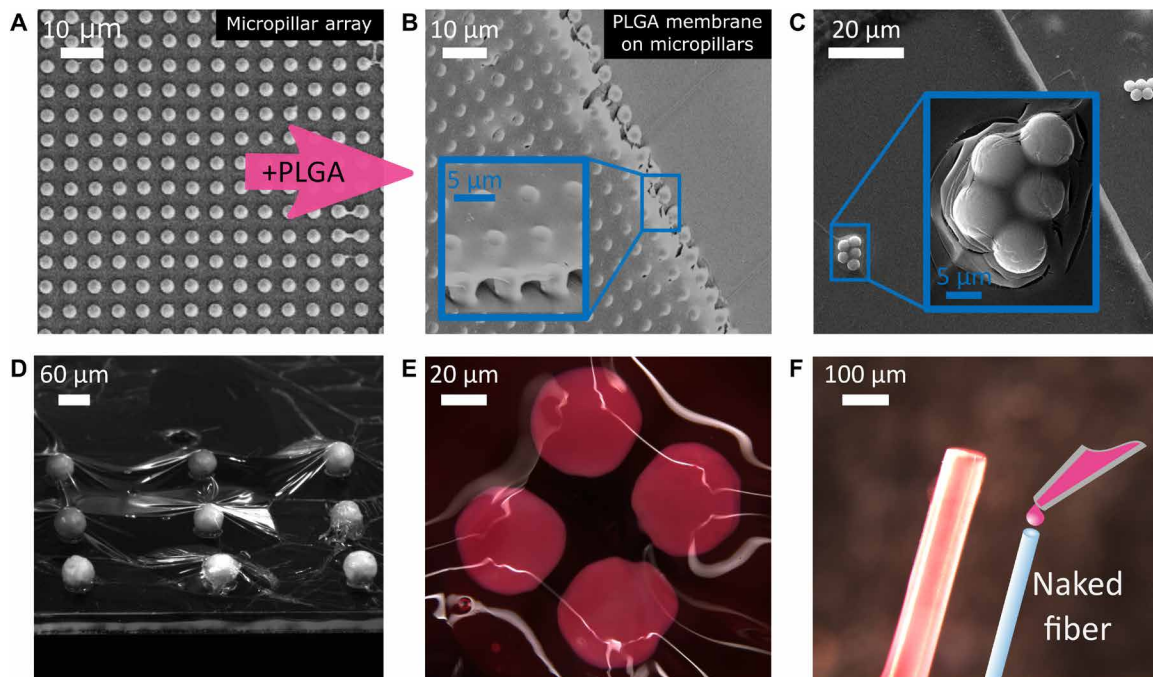 A
10 µm
Micropillar array
+PLGA
B
10 µm
PLGA membrane
on micropillars
5 µm
C
20 µm
5 µm
D
60 µm
E
20 µm
F
100 µm
Naked
fiber